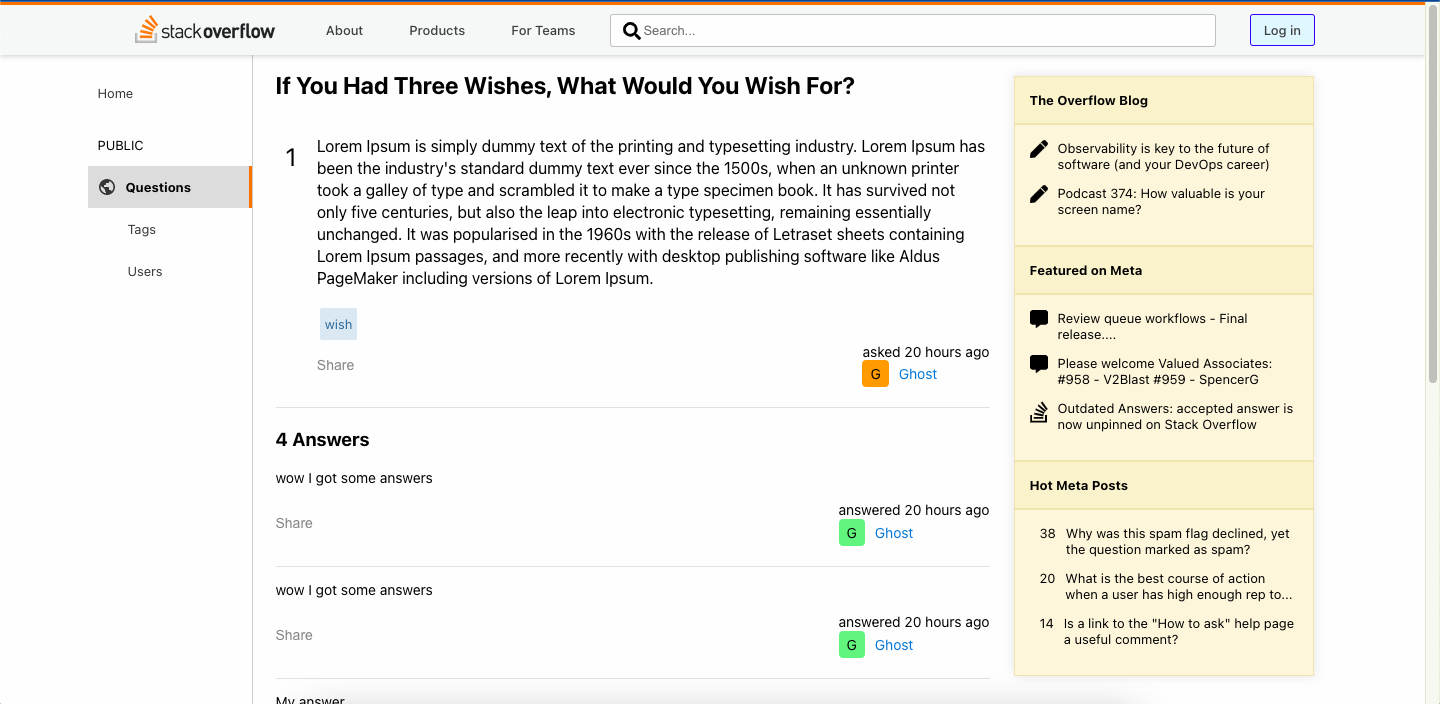 stack overflow
About
Products
For Teams
Search...
Log in
Home
PUBLIC
Questions
Tags
Users
If You Had Three Wishes, What Would You Wish For?
1
Lorem Ipsum is simply dummy text of the printing and typesetting industry. Lorem Ipsum has
been the industry's standard dummy text ever since the 1500s, when an unknown printer
took a galley of type and scrambled it to make a type specimen book. It has survived not
only five centuries, but also the leap into electronic typesetting, remaining essentially
unchanged. It was popularised in the 1960s with the release of Letraset sheets containing
Lorem Ipsum passages, and more recently with desktop publishing software like Aldus
PageMaker including versions of Lorem Ipsum.
wish
Share
asked 20 hours ago
G
Ghost
4 Answers
wow I got some answers
Share
answered 20 hours ago
G
Ghost
wow I got some answers
Share
answered 20 hours ago
G
Ghost
My answer
The Overflow Blog
Observability is key to the future of
software (and your DevOps career)
Podcast 374: How valuable is your
screen name?
Featured on Meta
Review queue workflows - Final
release....
Please welcome Valued Associates:
#958 - V2Blast #959 - SpencerG
Outdated Answers: accepted answer is
now unpinned on Stack Overflow
Hot Meta Posts
38
Why was this spam flag declined, yet
the question marked as spam?
20
What is the best course of action
when a user has high enough rep to...
14
Is a link to the "How to ask" help page
a useful comment?